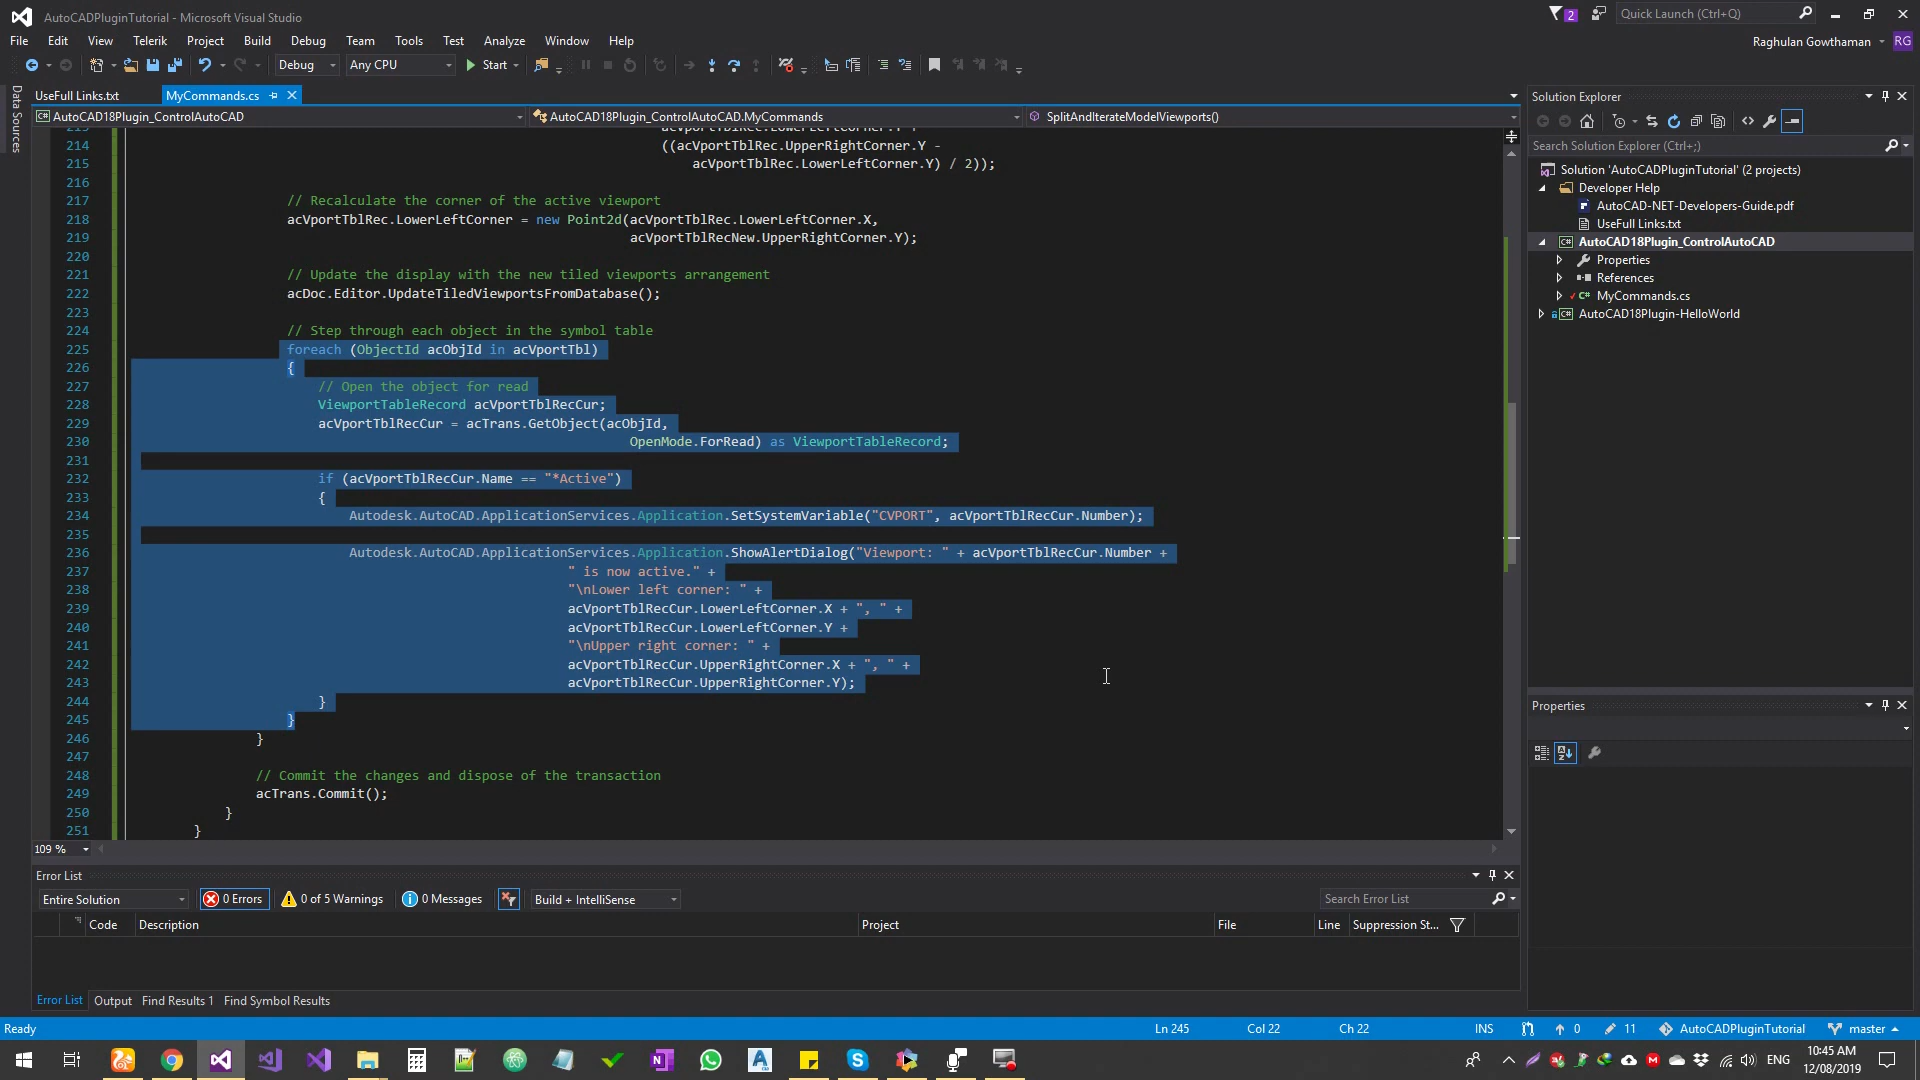 AutoCADPluginTutorial - Microsoft Visual Studio
2
Quick Launch (Ctrl+Q)
File Edit View Telerik Project Build Debug Team Tools Test Analyze Window Help
Raghulan Gowthaman RG
Debug Any CPU Start
Data Sources
UseFull Links.txt MyCommands.cs
AutoCAD18Plugin_ControlAutoCAD AutoCAD18Plugin_ControlAutoCAD.MyCommands SplitAndIterateModelViewports()
213 acVportTblRec.LowerLeftCorner.Y +
214 ((acVportTblRec.UpperRightCorner.Y -
215 acVportTblRec.LowerLeftCorner.Y) / 2));
216
217 // Recalculate the corner of the active viewport
218 acVportTblRec.LowerLeftCorner = new Point2d(acVportTblRec.LowerLeftCorner.X,
219 acVportTblRecNew.UpperRightCorner.Y);
220
221 // Update the display with the new tiled viewports arrangement
222 acDoc.Editor.UpdateTiledViewportsFromDatabase();
223
224 // Step through each object in the symbol table
225 foreach (ObjectId acObjId in acVportTbl)
226 {
227 // Open the object for read
228 ViewportTableRecord acVportTblRecCur;
229 acVportTblRecCur = acTrans.GetObject(acObjId,
230 OpenMode.ForRead) as ViewportTableRecord;
231
232 if (acVportTblRecCur.Name == "*Active")
233 {
234 Autodesk.AutoCAD.ApplicationServices.Application.SetSystemVariable("CVPORT", acVportTblRecCur.Number);
235
236 Autodesk.AutoCAD.ApplicationServices.Application.ShowAlertDialog("Viewport: " + acVportTblRecCur.Number +
237 " is now active." +
238 "\nLower left corner: " +
239 acVportTblRecCur.LowerLeftCorner.X + ", " +
240 acVportTblRecCur.LowerLeftCorner.Y +
241 "\nUpper right corner: " +
242 acVportTblRecCur.UpperRightCorner.X + ", " +
243 acVportTblRecCur.UpperRightCorner.Y);
244 }
245 }
246 }
247
248 // Commit the changes and dispose of the transaction
249 acTrans.Commit();
250 }
251 }
109 %
Solution Explorer
Search Solution Explorer (Ctrl+;)
Solution 'AutoCADPluginTutorial' (2 projects)
Developer Help
AutoCAD-NET-Developers-Guide.pdf
UseFull Links.txt
AutoCAD18Plugin_ControlAutoCAD
Properties
References
MyCommands.cs
AutoCAD18Plugin-HelloWorld
Properties
Error List
Entire Solution 0 Errors 0 of 5 Warnings 0 Messages Build + IntelliSense Search Error List
Code Description Project File Line Suppression St...
Error List Output Find Results 1 Find Symbol Results
Ready Ln 245 Col 22 Ch 22 INS 0 11 AutoCADPluginTutorial master
ENG 10:45 AM
12/08/2019